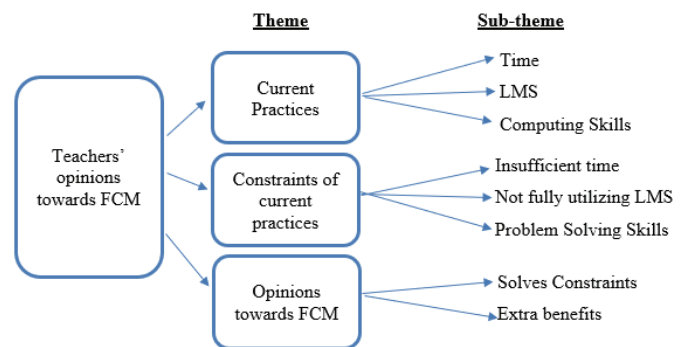 Theme
Sub-theme
Teachers'
opinions
towards FCM
Current
Practices
Time
LMS
Computing Skills
Constraints of
current
practices
Insufficient time
Not fully utilizing LMS
Problem Solving Skills
Opinions
towards FCM
Solves Constraints
Extra benefits